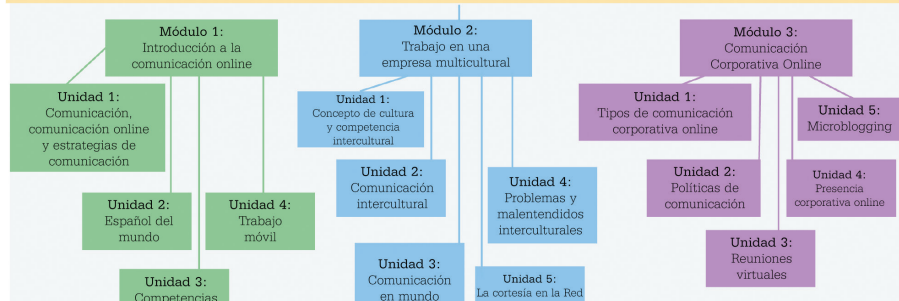 Módulo 1:
Introducción a la
comunicación online
Unidad 1:
Comunicación,
comunicación online
y estrategias de
comunicación
Unidad 2:
Español del
mundo
Unidad 4:
Trabajo
móvil
Unidad 3:
Competencias
Módulo 2:
Trabajo en una
empresa multicultural
Unidad 1:
Concepto de cultura
y competencia
intercultural
Unidad 2:
Comunicación
intercultural
Unidad 4:
Problemas y
malentendidos
interculturales
Unidad 3:
Comunicación
en mundo
Unidad 5:
La cortesía en la Red
Módulo 3:
Comunicación
Corporativa Online
Unidad 1:
Tipos de comunicación
corporativa online
Unidad 5:
Microblogging
Unidad 2:
Políticas de
comunicación
Unidad 4:
Presencia
corporativa online
Unidad 3:
Reuniones
virtuales